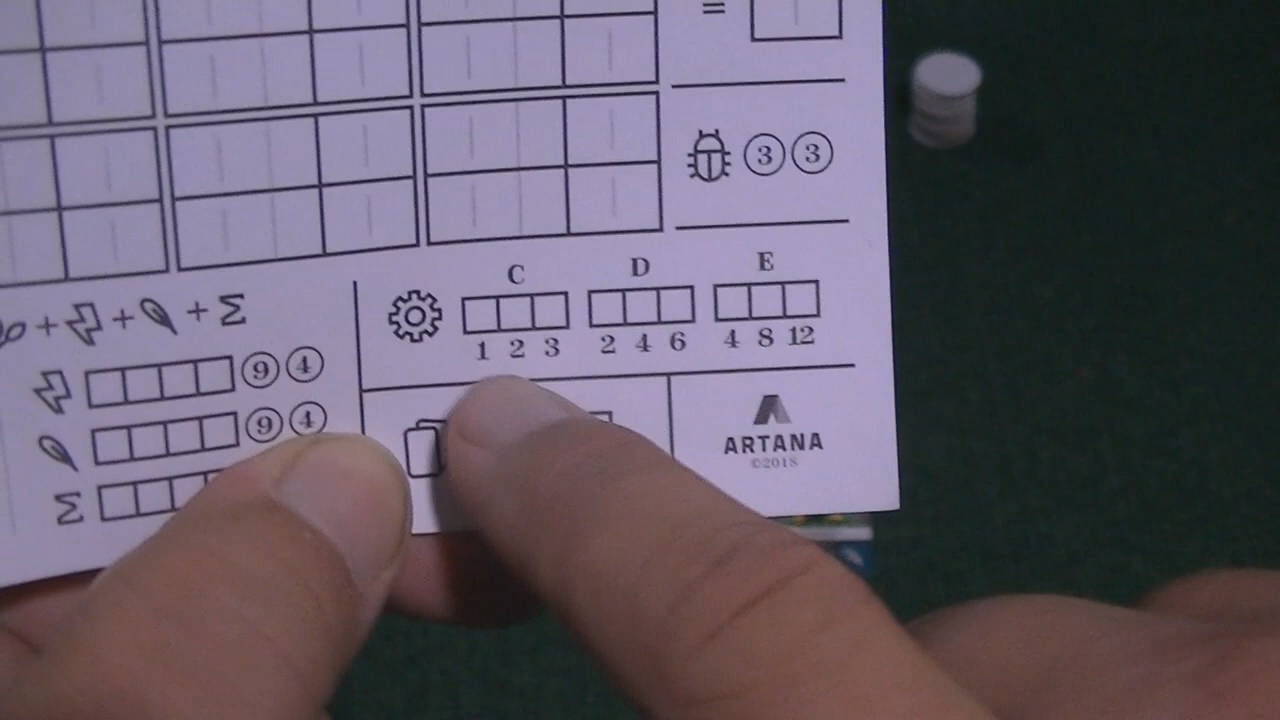 =
3 3
+ + + Σ
C D E
1 2 3 2 4 6 4 8 12
9 4
9 4
Σ
ARTANA
©2018